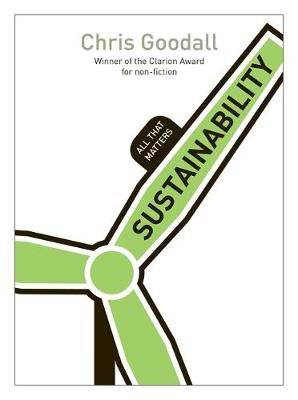 Chris Goodall
Winner of the Clarion Award
for non-fiction
ALL THAT
MATTERS
SUSTAINABILITY